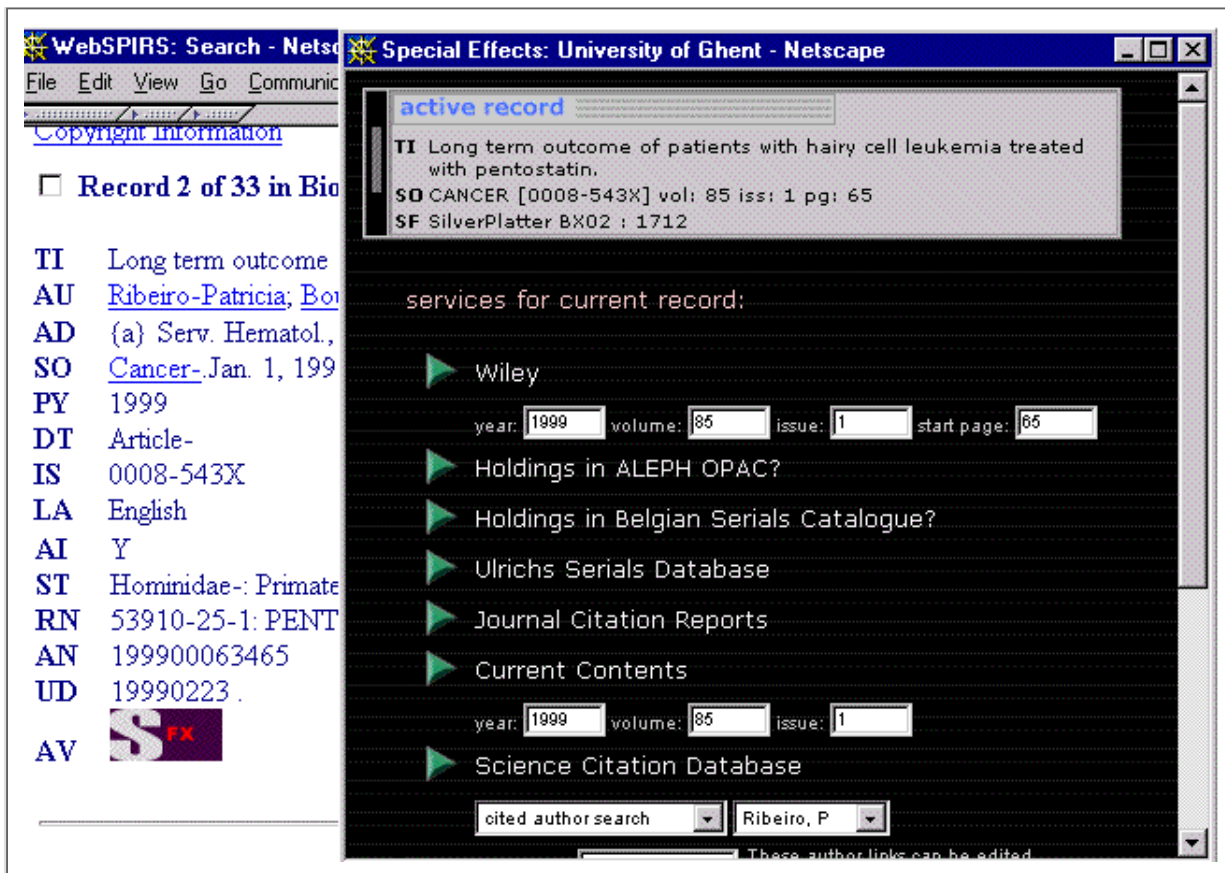 WebSPIRS: Search - Nets
File Edit View Go Communic
Copyright Information
Record 2 of 33 in Bio
TI Long term outcome
AU Ribeiro-Patricia; Bou
AD {a} Serv. Hematol.,
SO Cancer-.Jan. 1, 199
PY 1999
DT Article-
IS 0008-543X
LA English
AI Y
ST Hominidae-: Primate
RN 53910-25-1: PENT
AN 199900063465
UD 19990223 .
AV SFX
Special Effects: University of Ghent - Netscape
active record
TI Long term outcome of patients with hairy cell leukemia treated
with pentostatin.
SO CANCER [0008-543X] vol: 85 iss: 1 pg: 65
SF SilverPlatter BX02 : 1712
services for current record:
Wiley
year: 1999 volume: 85 issue: 1 start page: 65
Holdings in ALEPH OPAC?
Holdings in Belgian Serials Catalogue?
Ulrichs Serials Database
Journal Citation Reports
Current Contents
year: 1999 volume: 85 issue: 1
Science Citation Database
cited author search Ribeiro, P
These author links can be edited